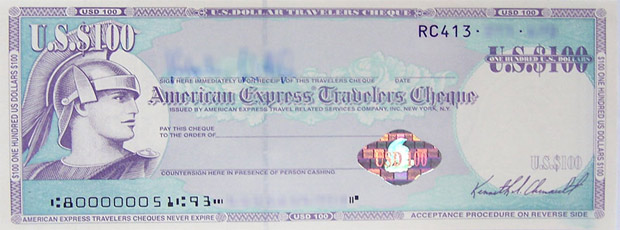 USD 100 U.S. DOLLAR TRAVELERS CHEQUE USD 100
U.S.$100
RC413-
SIGN HERE IMMEDIATELY UPON RECEIPT OF THIS TRAVELERS CHEQUE DATE
U.S.$100
ONE HUNDRED U.S. DOLLARS
American Express Travelers Cheque
ISSUED BY AMERICAN EXPRESS TRAVEL RELATED SERVICES COMPANY, INC. NEW YORK, N.Y.
$100 ONE HUNDRED US DOLLARS $100
$100 ONE HUNDRED US DOLLARS $100
PAY THIS CHEQUE
TO THE ORDER OF
USD 100
U.S.$100
COUNTERSIGN HERE IN PRESENCE OF PERSON CASHING
Kenneth I. Chenault
⑆800000051⑆93⑈
AMERICAN EXPRESS TRAVELERS CHEQUES NEVER EXPIRE USD 100 ACCEPTANCE PROCEDURE ON REVERSE SIDE